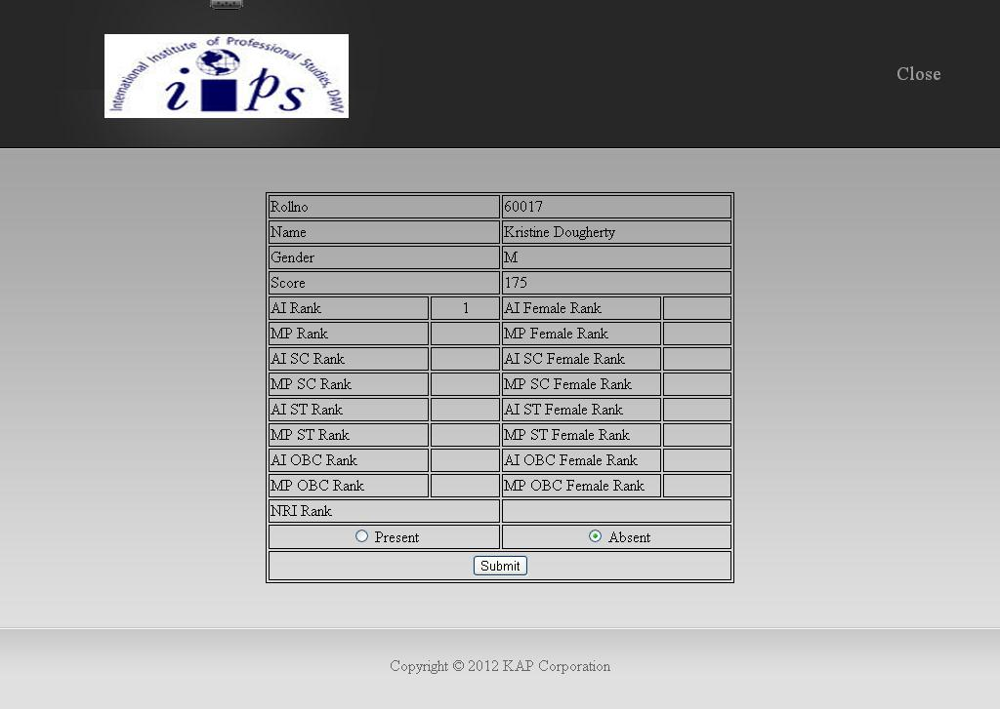 International Institute of Professional Studies, DAVV
i ps
Close
Rollno 60017
Name Kristine Dougherty
Gender M
Score 175
AI Rank 1 AI Female Rank
MP Rank MP Female Rank
AI SC Rank AI SC Female Rank
MP SC Rank MP SC Female Rank
AI ST Rank AI ST Female Rank
MP ST Rank MP ST Female Rank
AI OBC Rank AI OBC Female Rank
MP OBC Rank MP OBC Female Rank
NRI Rank
Present Absent
Submit
Copyright © 2012 KAP Corporation